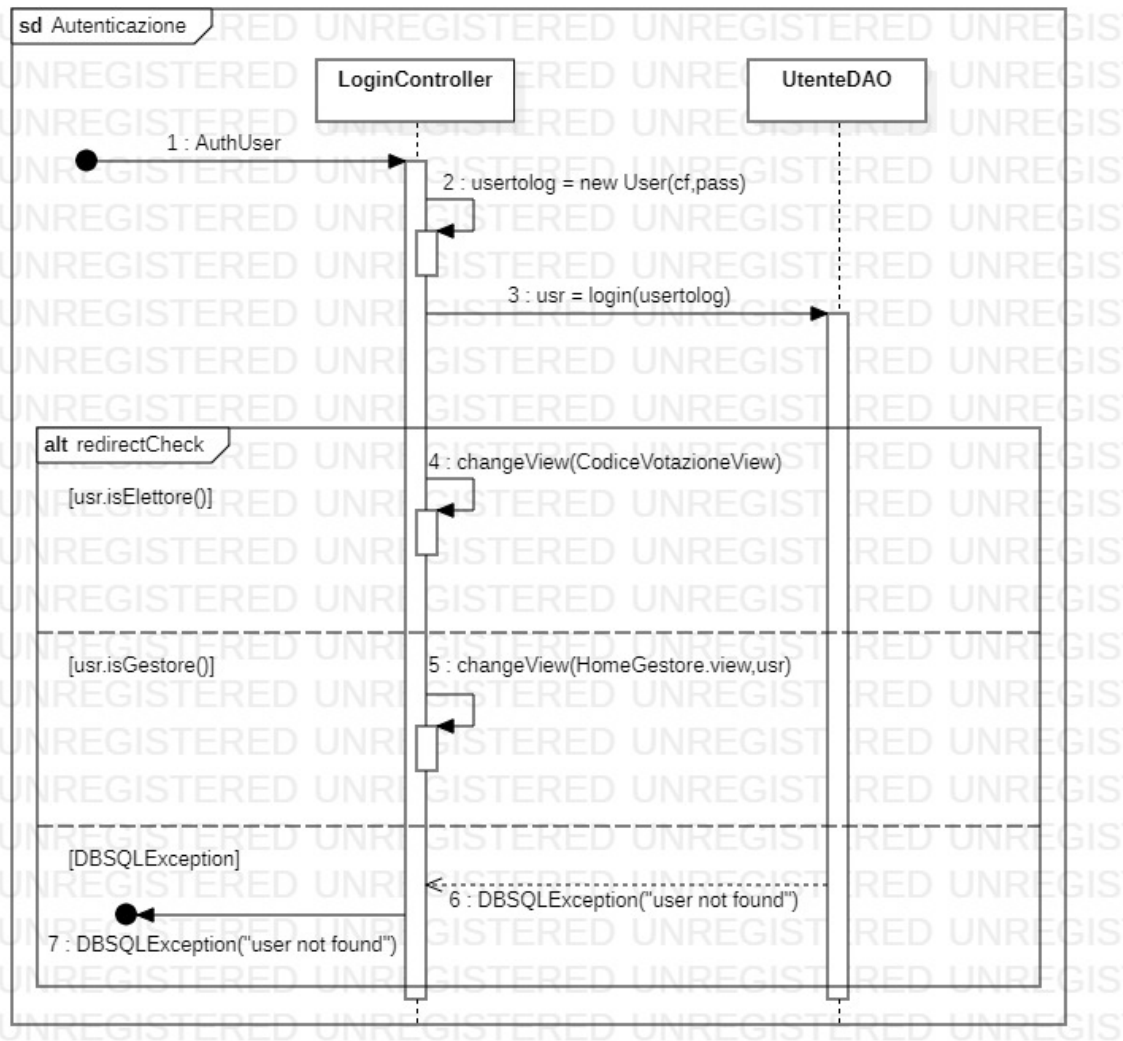 sd Autenticazione
LoginController
UtenteDAO
1 : AuthUser
2 : usertolog = new User(cf,pass)
3 : usr = login(usertolog)
alt redirectCheck
4 : changeView(CodiceVotazioneView)
[usr.isElettore()]
[usr.isGestore()]
5 : changeView(HomeGestore.view,usr)
[DBSQLException]
6 : DBSQLException("user not found")
7 : DBSQLException("user not found")
UNREGISTERED